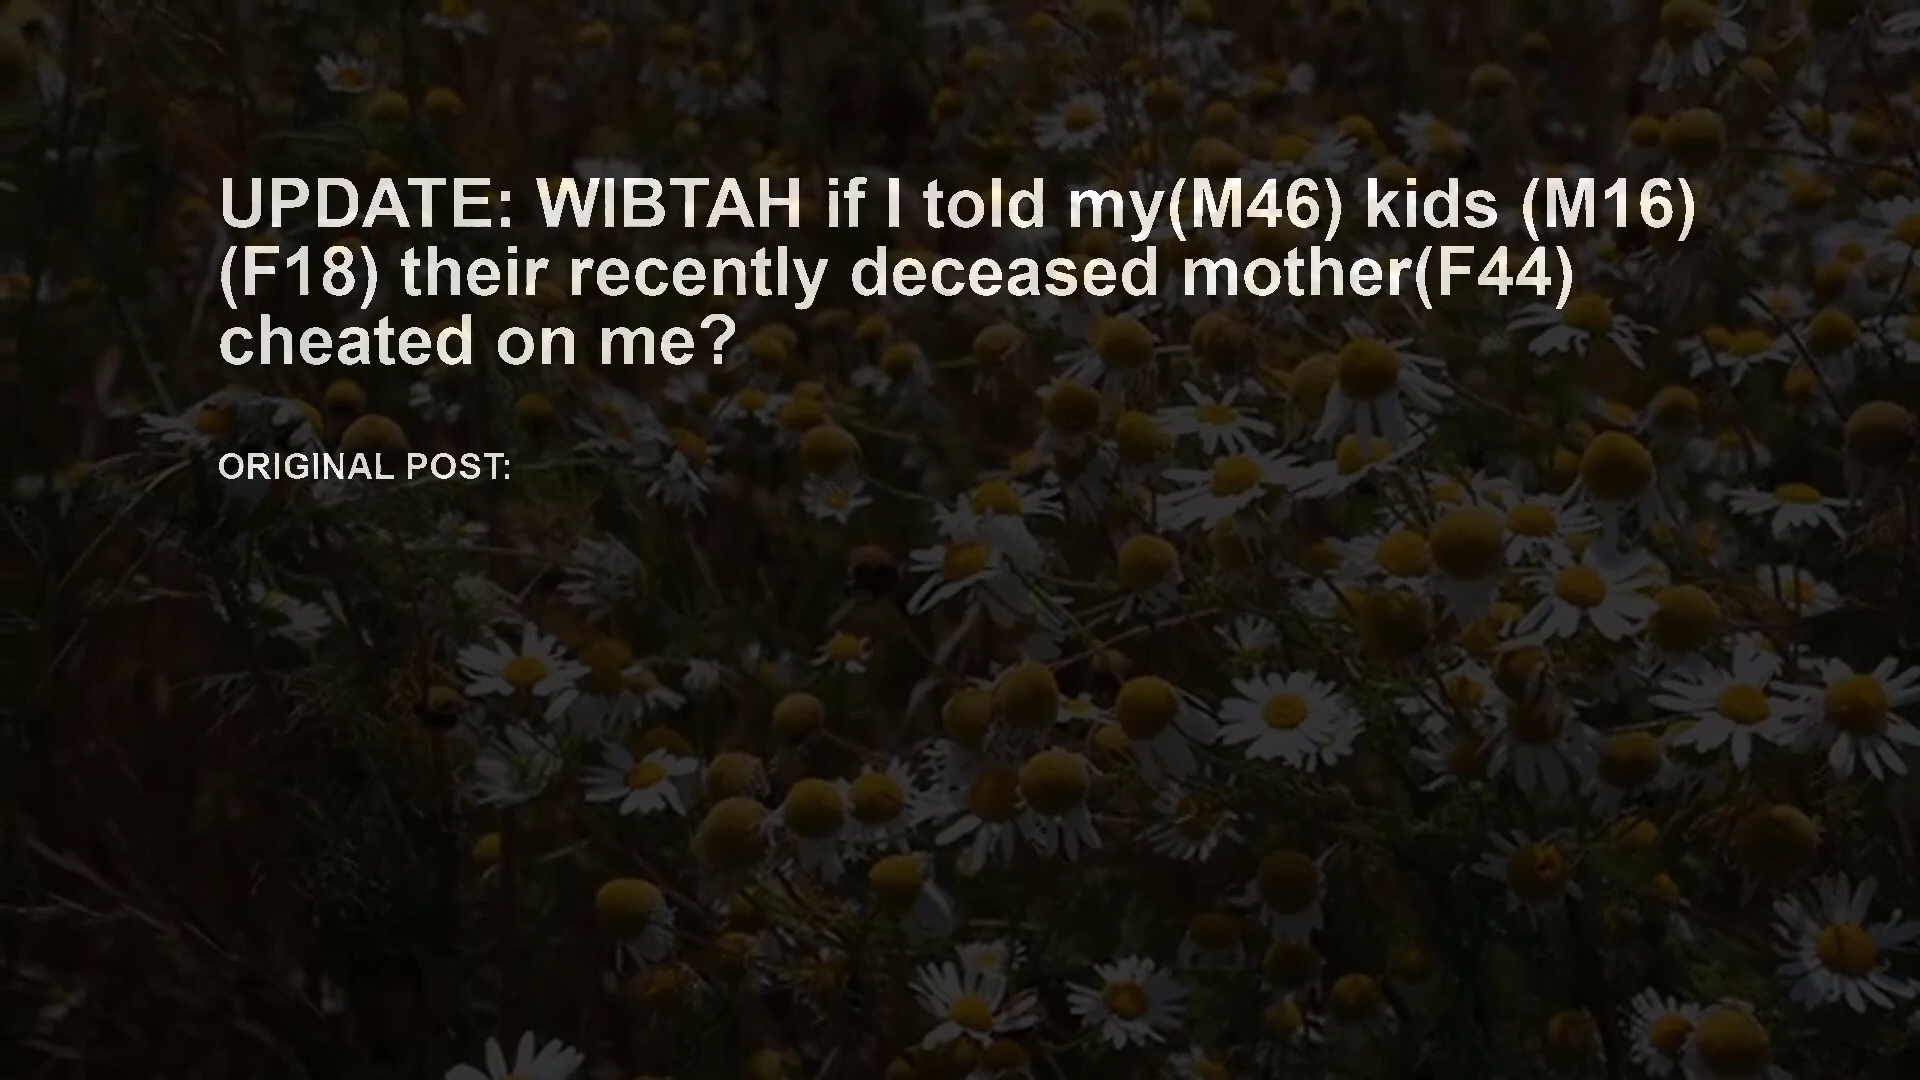 UPDATE: WIBTAH if I told my(M46) kids (M16)
(F18) their recently deceased mother(F44)
cheated on me?
ORIGINAL POST: